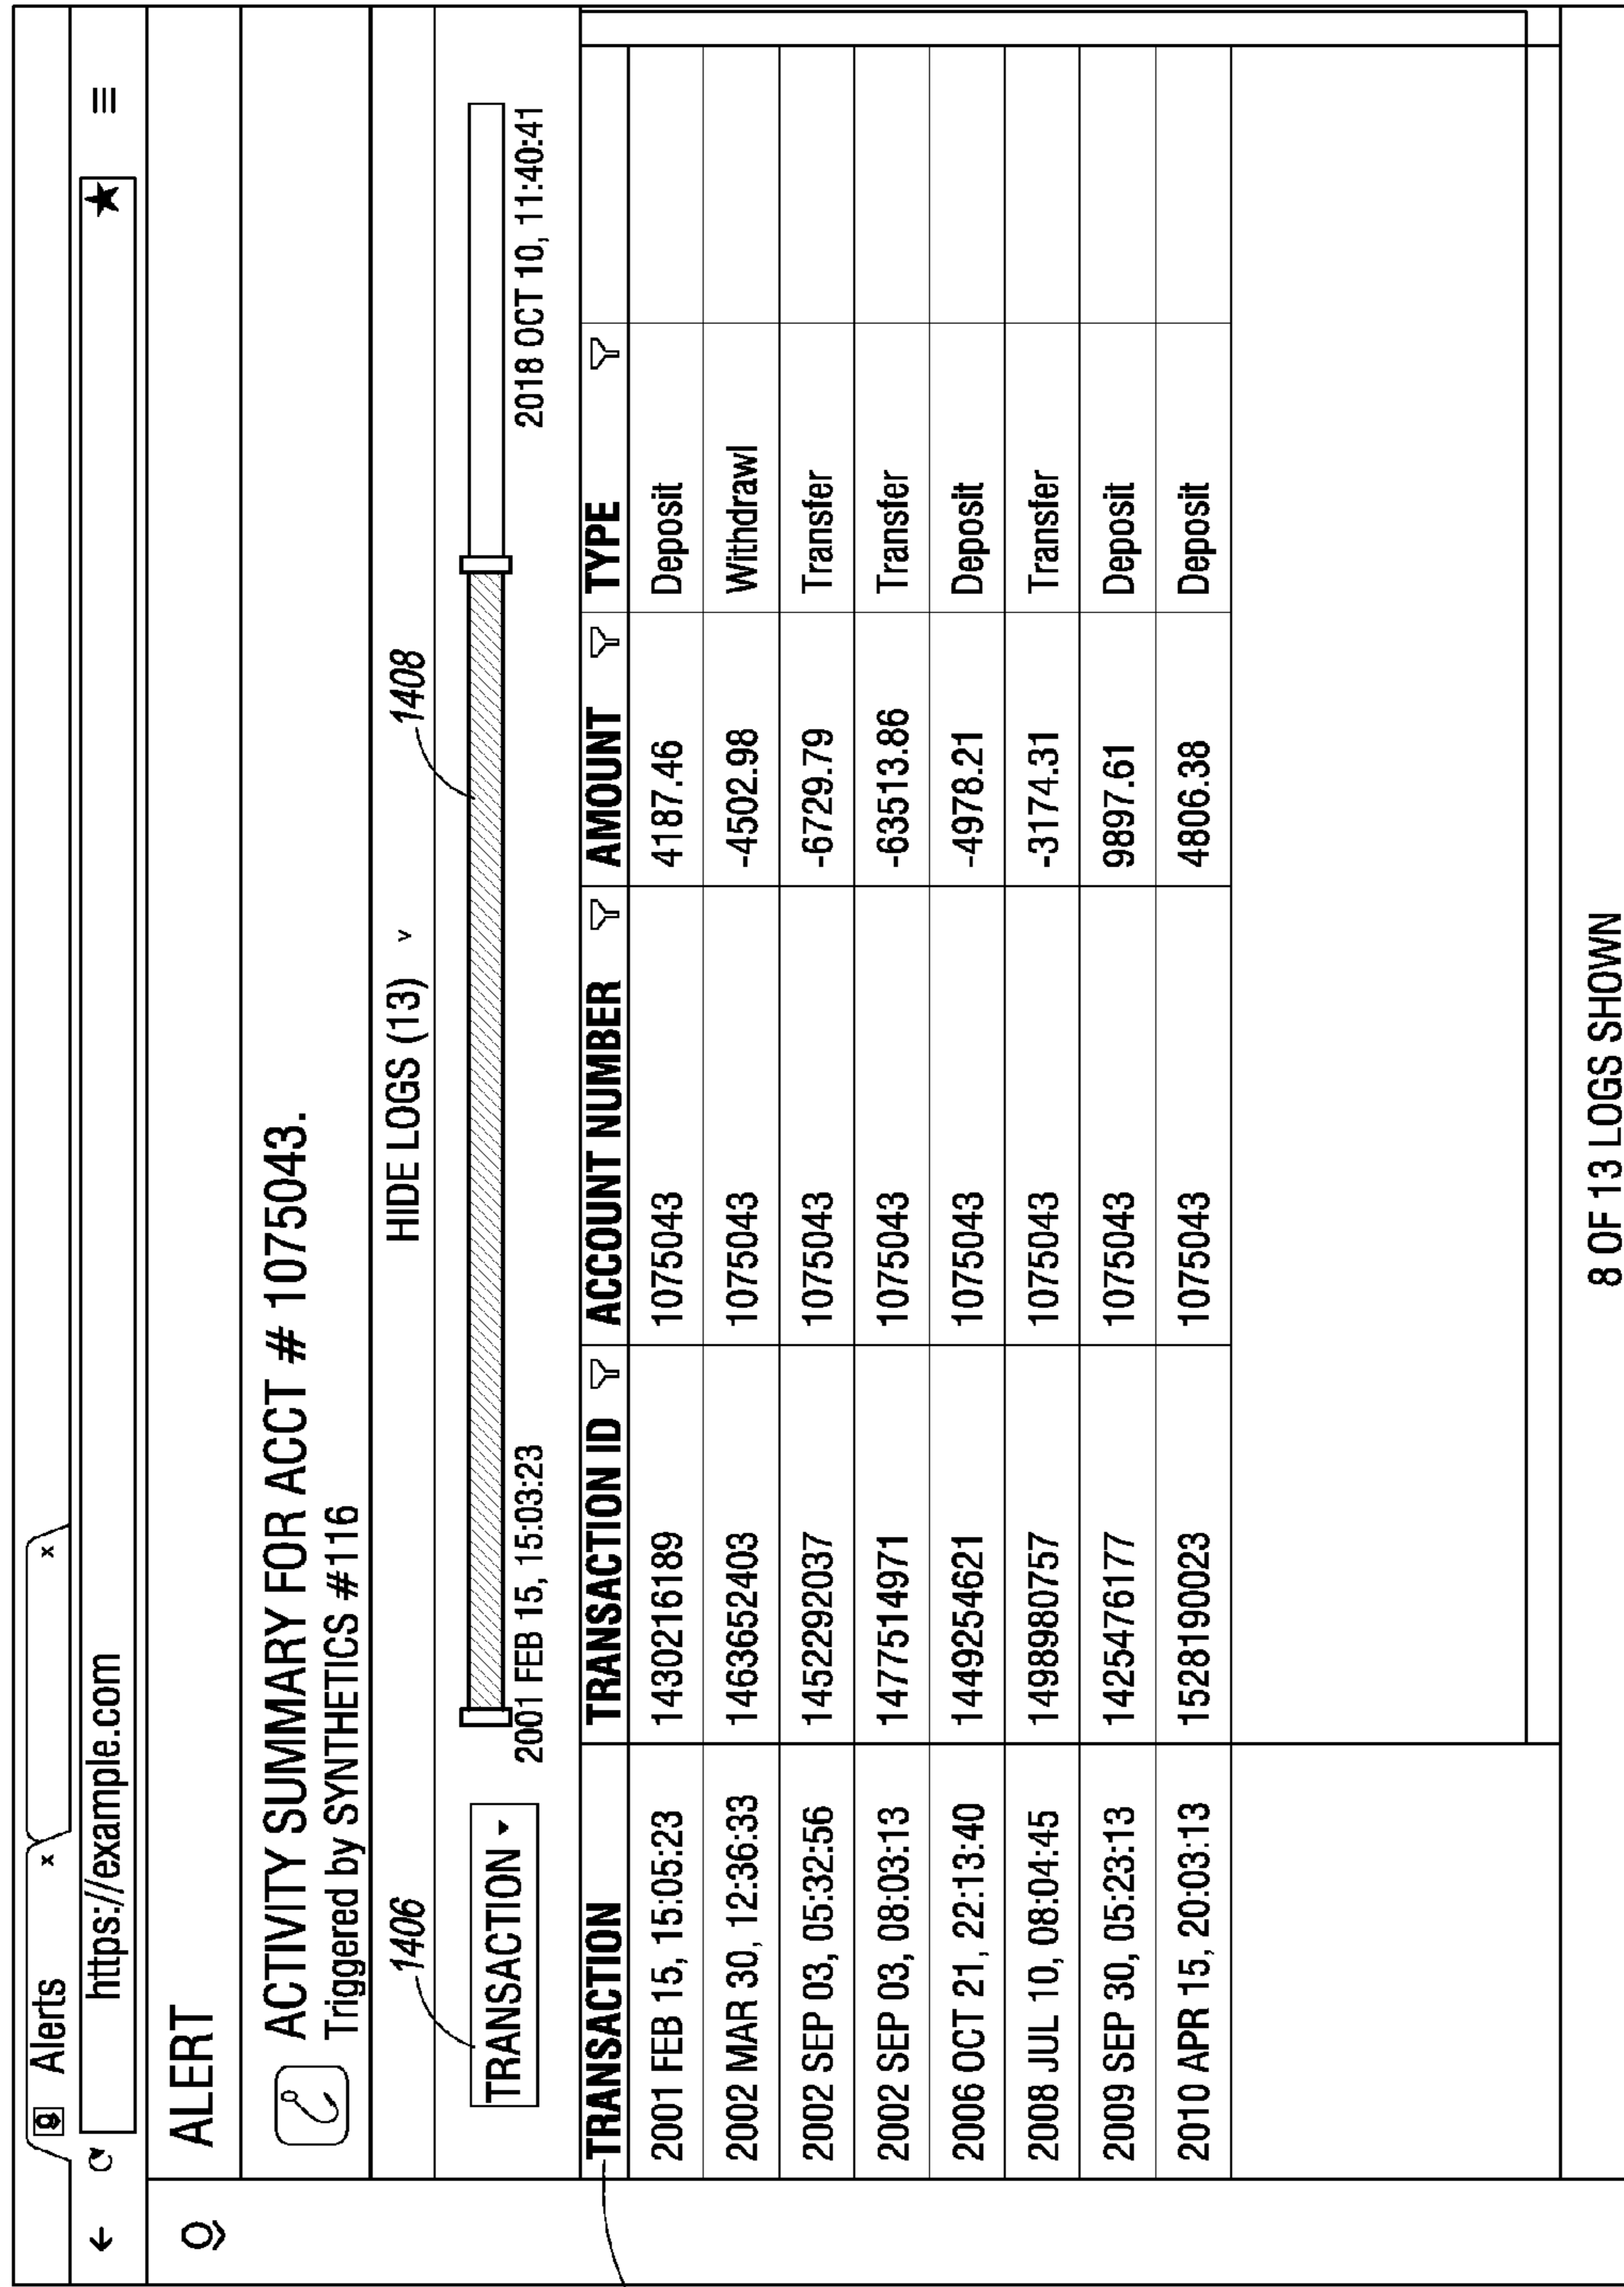 Alerts x x
https://example.com
ALERT
ACTIVITY SUMMARY FOR ACCT # 1075043.
Triggered by SYNTHETICS #116
HIDE LOGS (13) v
1406
1408
TRANSACTION
2001 FEB 15, 15:03:23
2018 OCT 10, 11:40:41
TRANSACTION TRANSACTION ID ACCOUNT NUMBER AMOUNT TYPE
2001 FEB 15, 15:05:23 1430216189 1075043 4187.46 Deposit
2002 MAR 30, 12:36:33 1463652403 1075043 -4502.98 Withdrawl
2002 SEP 03, 05:32:56 1452292037 1075043 -6729.79 Transfer
2002 SEP 03, 08:03:13 1477514971 1075043 -63513.86 Transfer
2006 OCT 21, 22:13:40 1449254621 1075043 -4978.21 Deposit
2008 JUL 10, 08:04:45 1498980757 1075043 -3174.31 Transfer
2009 SEP 30, 05:23:13 1425476177 1075043 9897.61 Deposit
2010 APR 15, 20:03:13 1528190023 1075043 4806.38 Deposit
8 OF 13 LOGS SHOWN